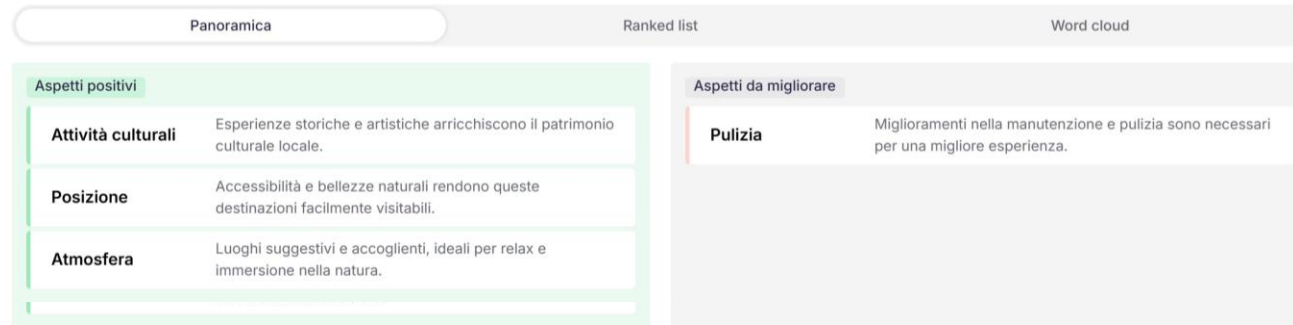 Panoramica
Ranked list
Word cloud
Aspetti positivi
Attività culturali
Esperienze storiche e artistiche arricchiscono il patrimonio
culturale locale.
Posizione
Accessibilità e bellezze naturali rendono queste
destinazioni facilmente visitabili.
Atmosfera
Luoghi suggestivi e accoglienti, ideali per relax e
immersione nella natura.
Aspetti da migliorare
Pulizia
Miglioramenti nella manutenzione e pulizia sono necessari
per una migliore esperienza.